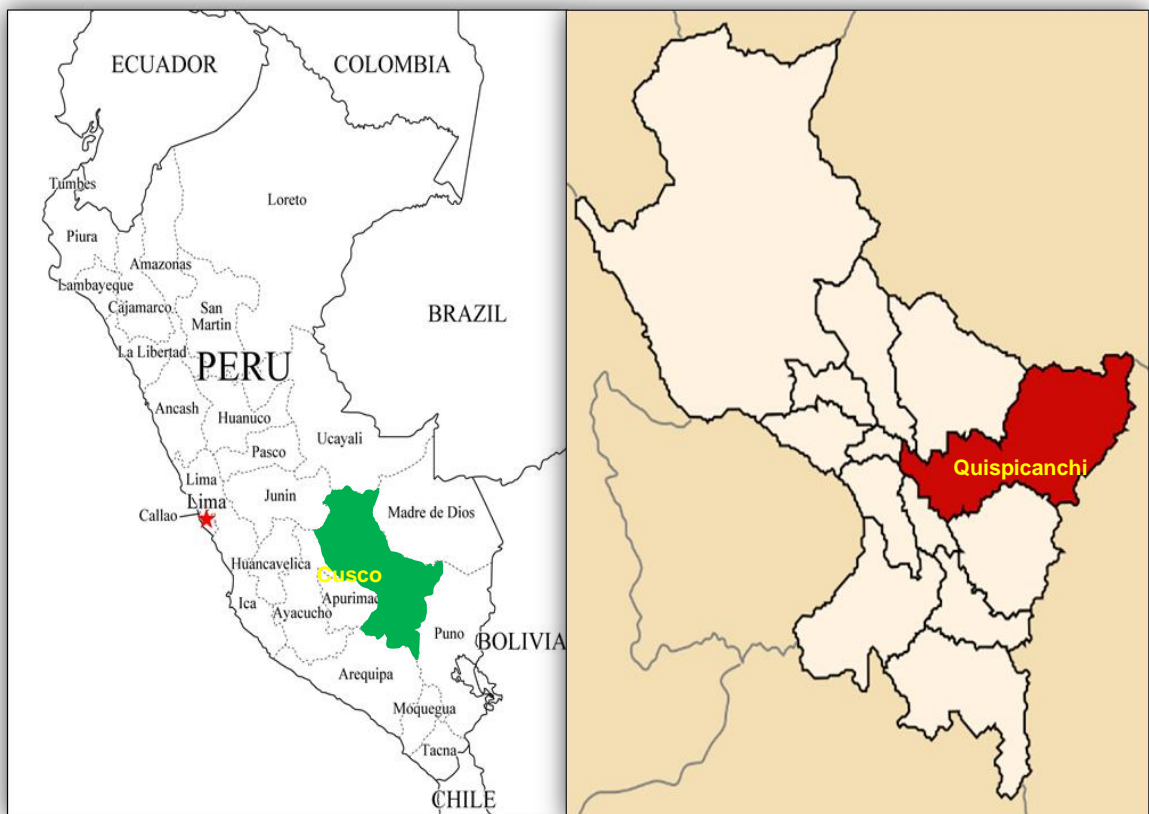 ECUADOR
COLOMBIA
Tumbes
Loreto
Piura
Amazonas
Lambayeque
Cajamarco
San
Martin
BRAZIL
La Libertad
PERU
Ancash
Huanuco
Ucayali
Pasco
Lima
Junin
Lima
Callao
Madre de Dios
Huancavelica
Cusco
Ica
Ayacucho
Apurimac
Puno
BOLIVIA
Arequipa
Moquegua
Tacna
CHILE
Quispicanchi